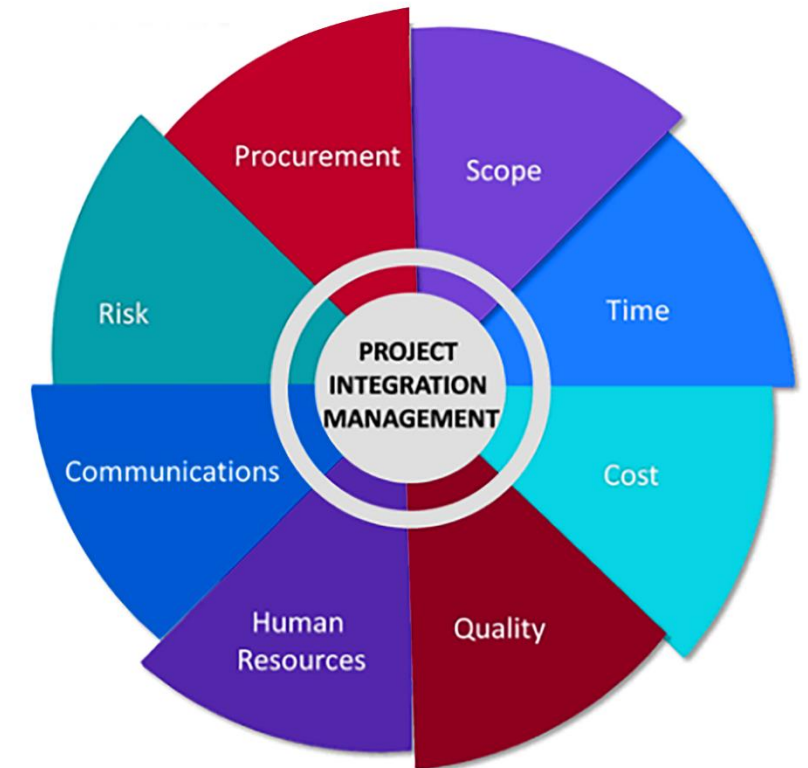 Procurement
Scope
Risk
Time
PROJECT
INTEGRATION
MANAGEMENT
Communications
Cost
Human
Resources
Quality